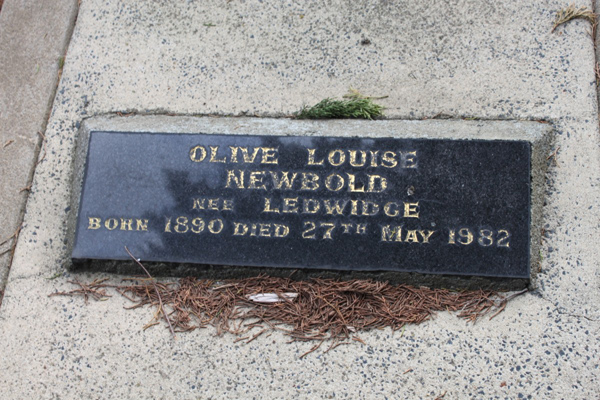 OLIVE LOUISE
NEWBOLD
NEE LEDWIDGE
BORN 1890 DIED 27TH MAY 1982